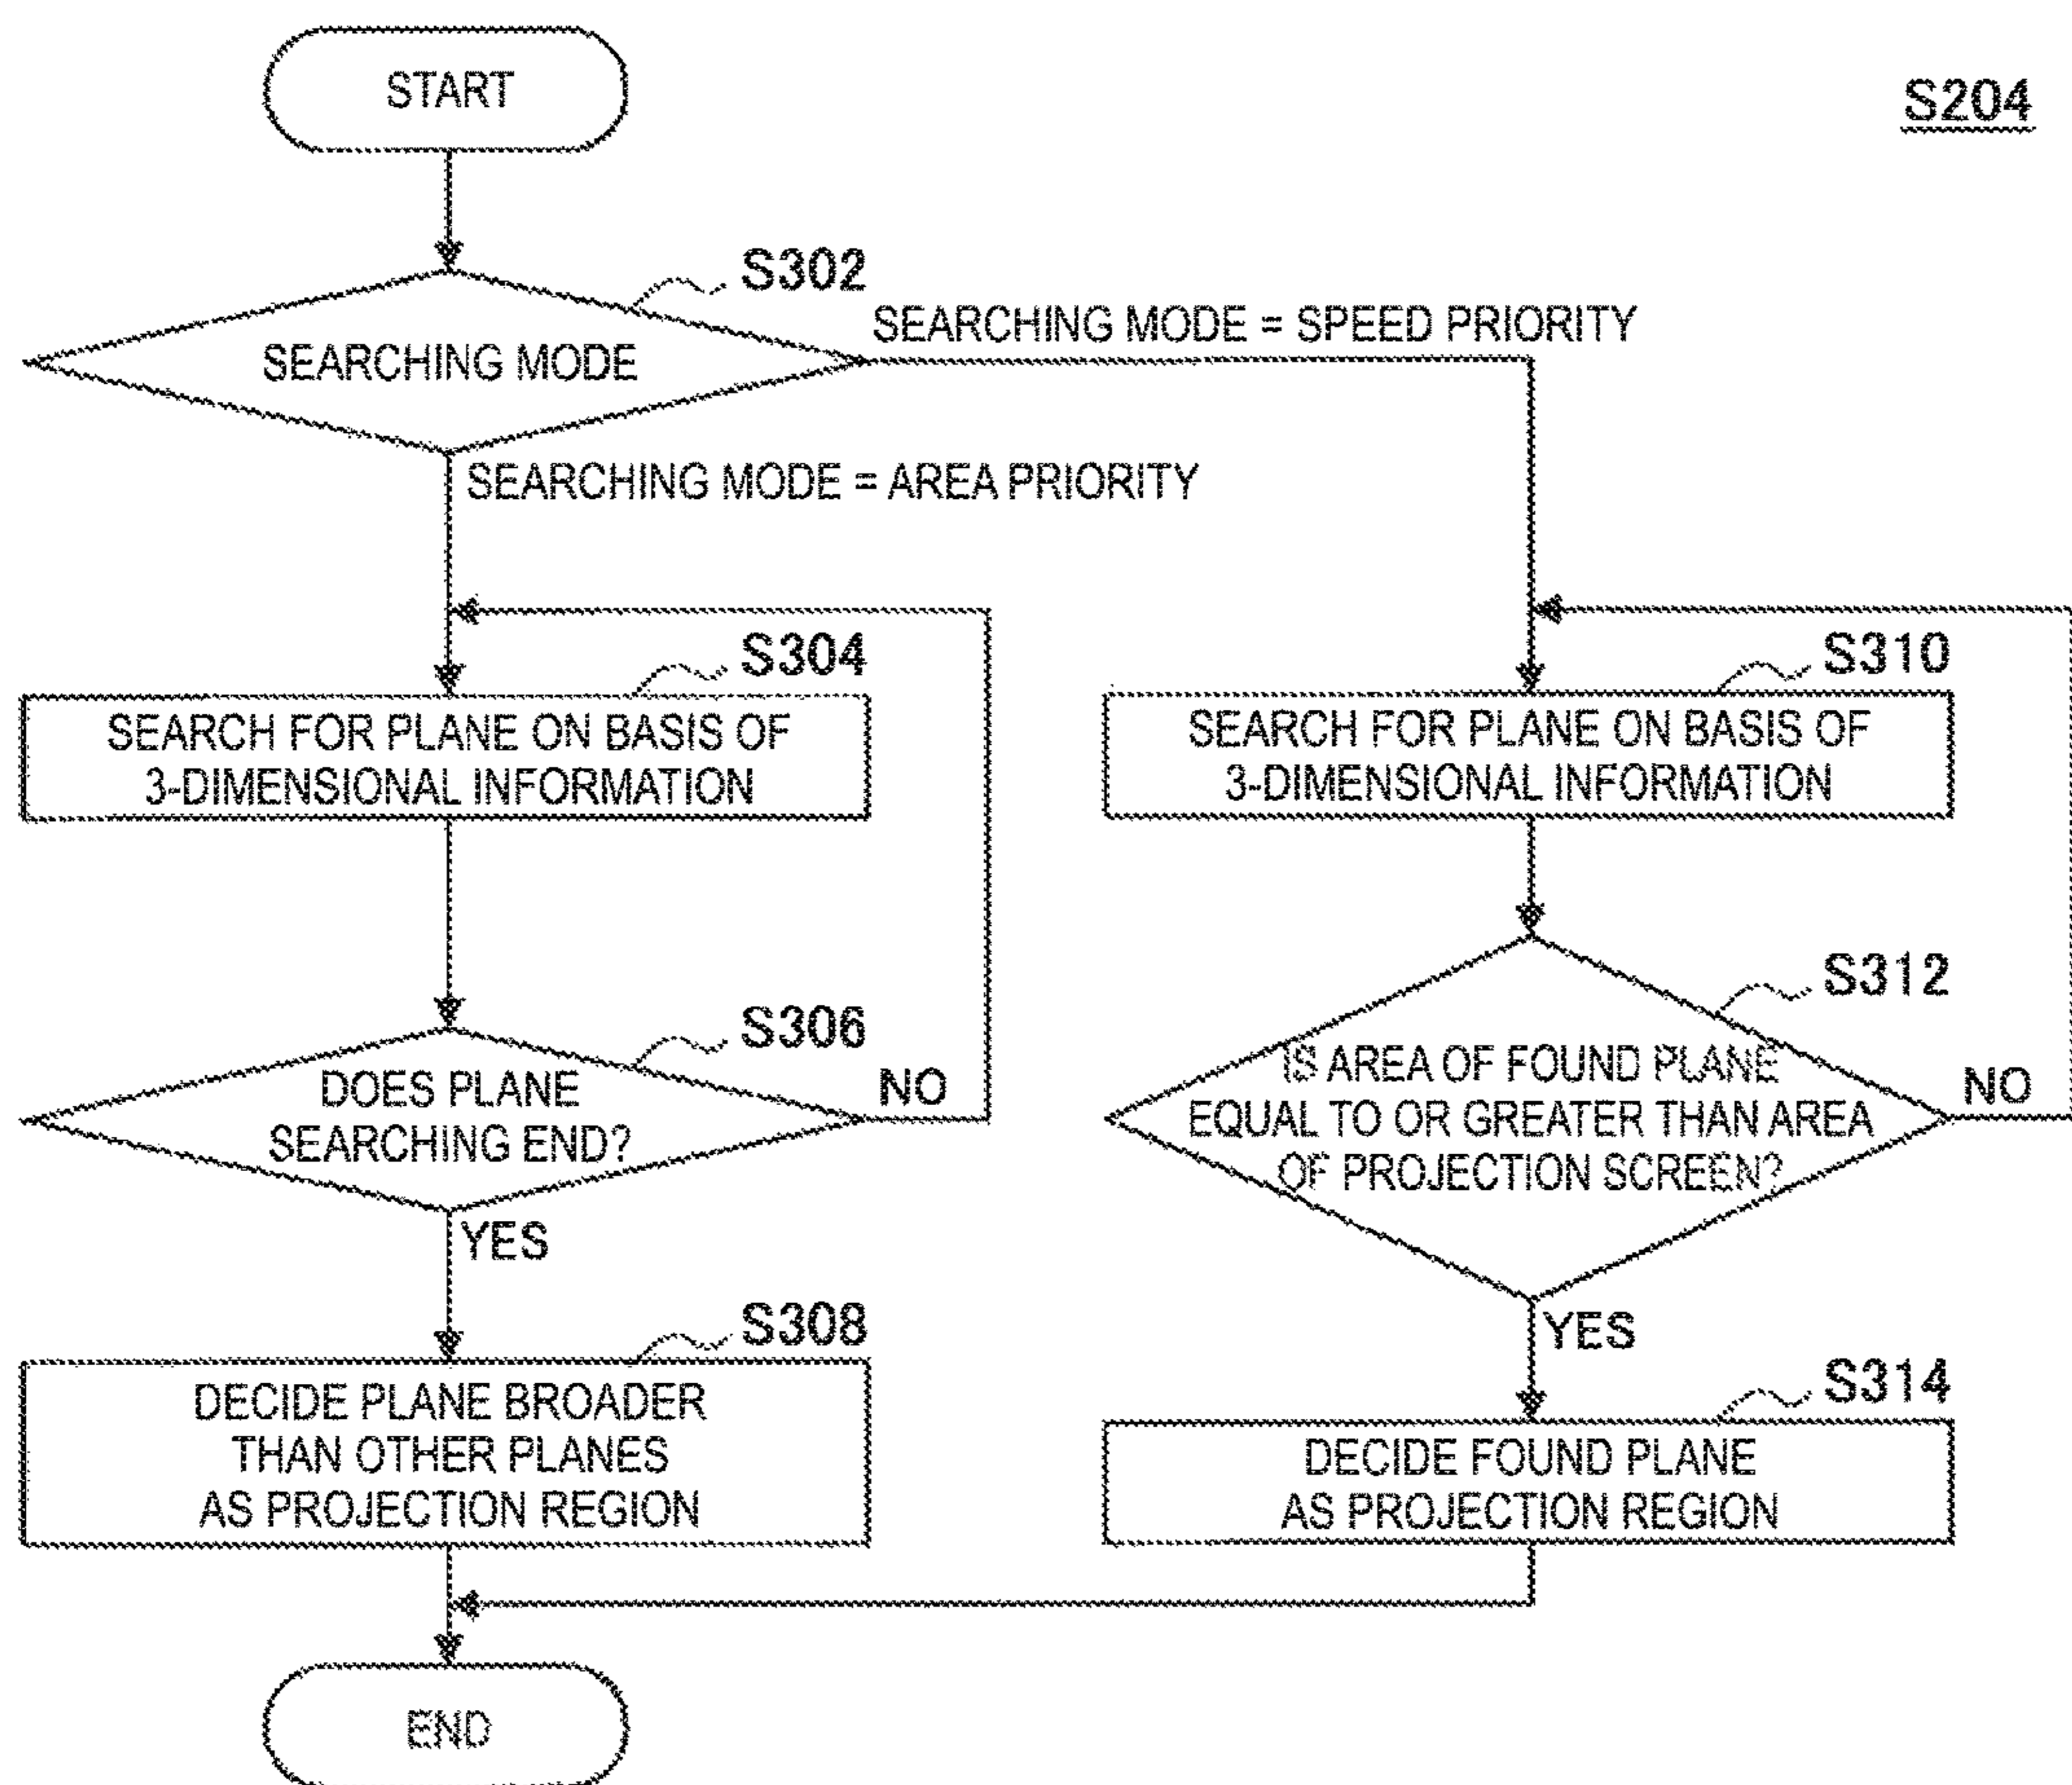 START
S204
S302
SEARCHING MODE = SPEED PRIORITY
SEARCHING MODE
SEARCHING MODE = AREA PRIORITY
S304
SEARCH FOR PLANE ON BASIS OF
3-DIMENSIONAL INFORMATION
S306
DOES PLANE
SEARCHING END?
NO
YES
S308
DECIDE PLANE BROADER
THAN OTHER PLANES
AS PROJECTION REGION
S310
SEARCH FOR PLANE ON BASIS OF
3-DIMENSIONAL INFORMATION
S312
IS AREA OF FOUND PLANE
EQUAL TO OR GREATER THAN AREA
OF PROJECTION SCREEN?
NO
YES
S314
DECIDE FOUND PLANE
AS PROJECTION REGION
END